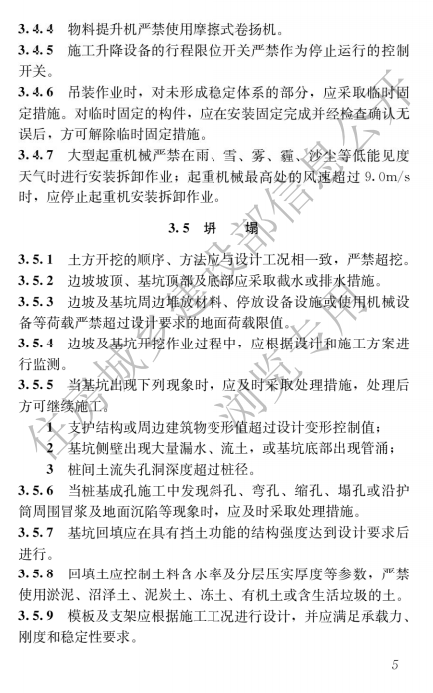 3.4.4 物料提升机严禁使用摩擦式卷扬机。
3.4.5 施工升降设备的行程限位开关严禁作为停止运行的控制
开关。
3.4.6 吊装作业时,对未形成稳定体系的部分,应采取临时固
定措施。对临时固定的构件,应在安装固定完成并经检查确认无
误后,方可解除临时固定措施。
3.4.7 大型起重机械严禁在雨、雪、雾、霾、沙尘等低能见度
天气时进行安装拆卸作业;起重机械最高处的风速超过 9.0m/s
时,应停止起重机安装拆卸作业。
3.5 坍 塌
3.5.1 土方开挖的顺序、方法应与设计工况相一致,严禁超挖。
3.5.2 边坡坡顶、基坑顶部及底部应采取截水或排水措施。
3.5.3 边坡及基坑周边堆放材料、停放设备设施或使用机械设
备等荷载严禁超过设计要求的地面荷载限值。
3.5.4 边坡及基坑开挖作业过程中,应根据设计和施工方案进
行监测。
3.5.5 当基坑出现下列现象时,应及时采取处理措施,处理后
方可继续施工。
1 支护结构或周边建筑物变形值超过设计变形控制值;
2 基坑侧壁出现大量漏水、流土,或基坑底部出现管涌;
3 桩间土流失孔洞深度超过桩径。
3.5.6 当桩基成孔施工中发现斜孔、弯孔、缩孔、塌孔或沿护
筒周围冒浆及地面沉陷等现象时,应及时采取处理措施。
3.5.7 基坑回填应在具有挡土功能的结构强度达到设计要求后
进行。
3.5.8 回填土应控制土料含水率及分层压实厚度等参数,严禁
使用淤泥、沼泽土、泥炭土、冻土、有机土或含生活垃圾的土。
3.5.9 模板及支架应根据施工工况进行设计,并应满足承载力、
刚度和稳定性要求。
5
住房城乡建设部信息公开
浏览专用